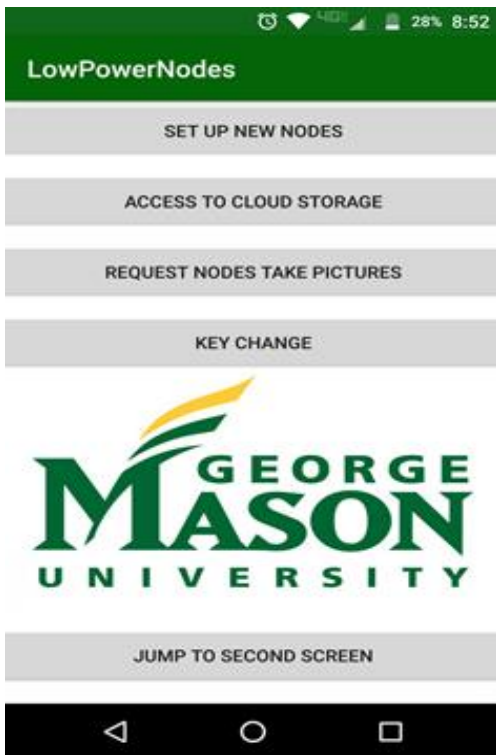 28% 8:52
LowPowerNodes
SET UP NEW NODES
ACCESS TO CLOUD STORAGE
REQUEST NODES TAKE PICTURES
KEY CHANGE
GEORGE
MASON
UNIVERSITY
JUMP TO SECOND SCREEN